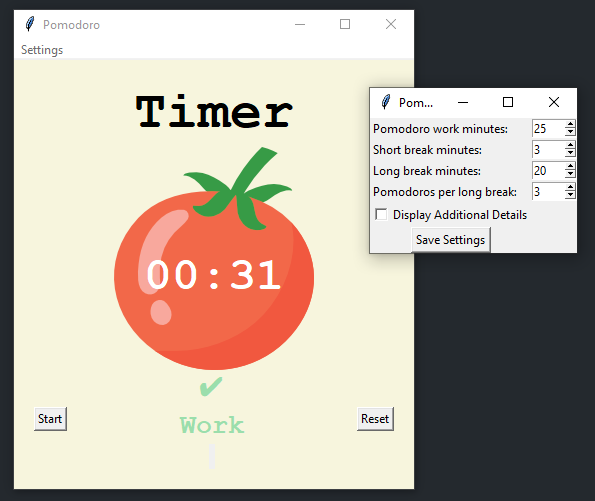 Pomodoro
Settings
Timer
00:31
✔
Work
Start
Reset
Pom...
Pomodoro work minutes: 25
Short break minutes: 3
Long break minutes: 20
Pomodoros per long break: 3
Display Additional Details
Save Settings